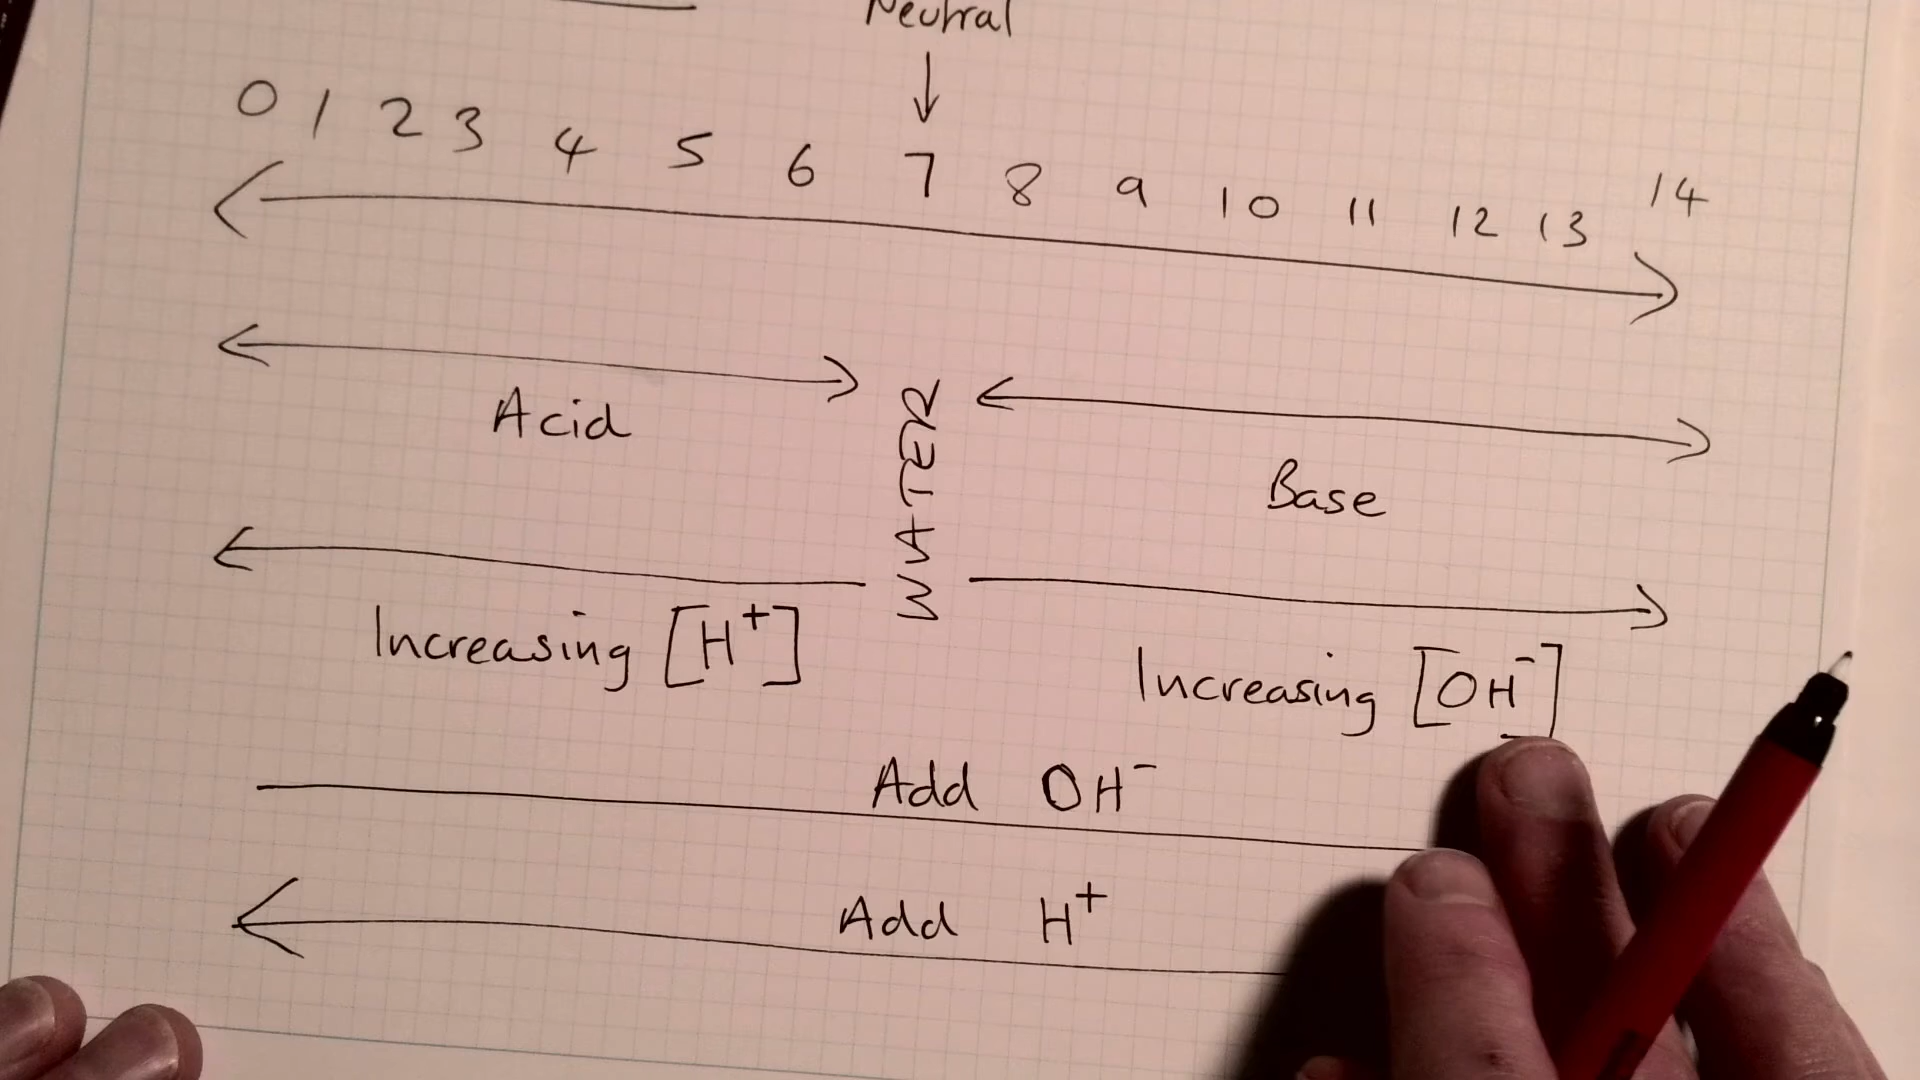 Neutral
0 1 2 3 4 5 6 7 8 9 10 11 12 13 14
Acid
WATER
Base
Increasing [H⁺]
Increasing [OH⁻]
Add OH⁻
Add H⁺